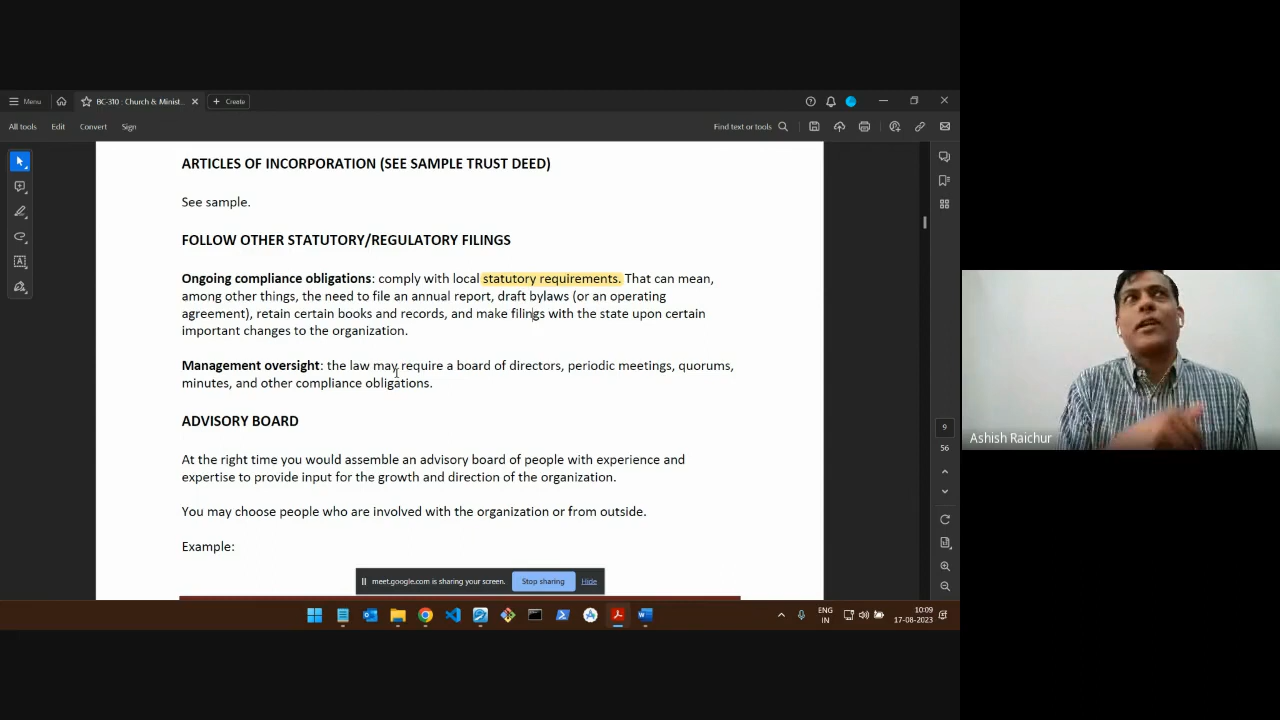 Menu
BC-310 : Church & Minist...
Create
All tools
Edit
Convert
Sign
Find text or tools
ARTICLES OF INCORPORATION (SEE SAMPLE TRUST DEED)
See sample.
FOLLOW OTHER STATUTORY/REGULATORY FILINGS
Ongoing compliance obligations: comply with local statutory requirements. That can mean,
among other things, the need to file an annual report, draft bylaws (or an operating
agreement), retain certain books and records, and make filings with the state upon certain
important changes to the organization.
Management oversight: the law may require a board of directors, periodic meetings, quorums,
minutes, and other compliance obligations.
ADVISORY BOARD
At the right time you would assemble an advisory board of people with experience and
expertise to provide input for the growth and direction of the organization.
You may choose people who are involved with the organization or from outside.
Example:
9
56
Ashish Raichur
meet.google.com is sharing your screen.
Stop sharing
Hide
ENG
IN
10:09
17-08-2023